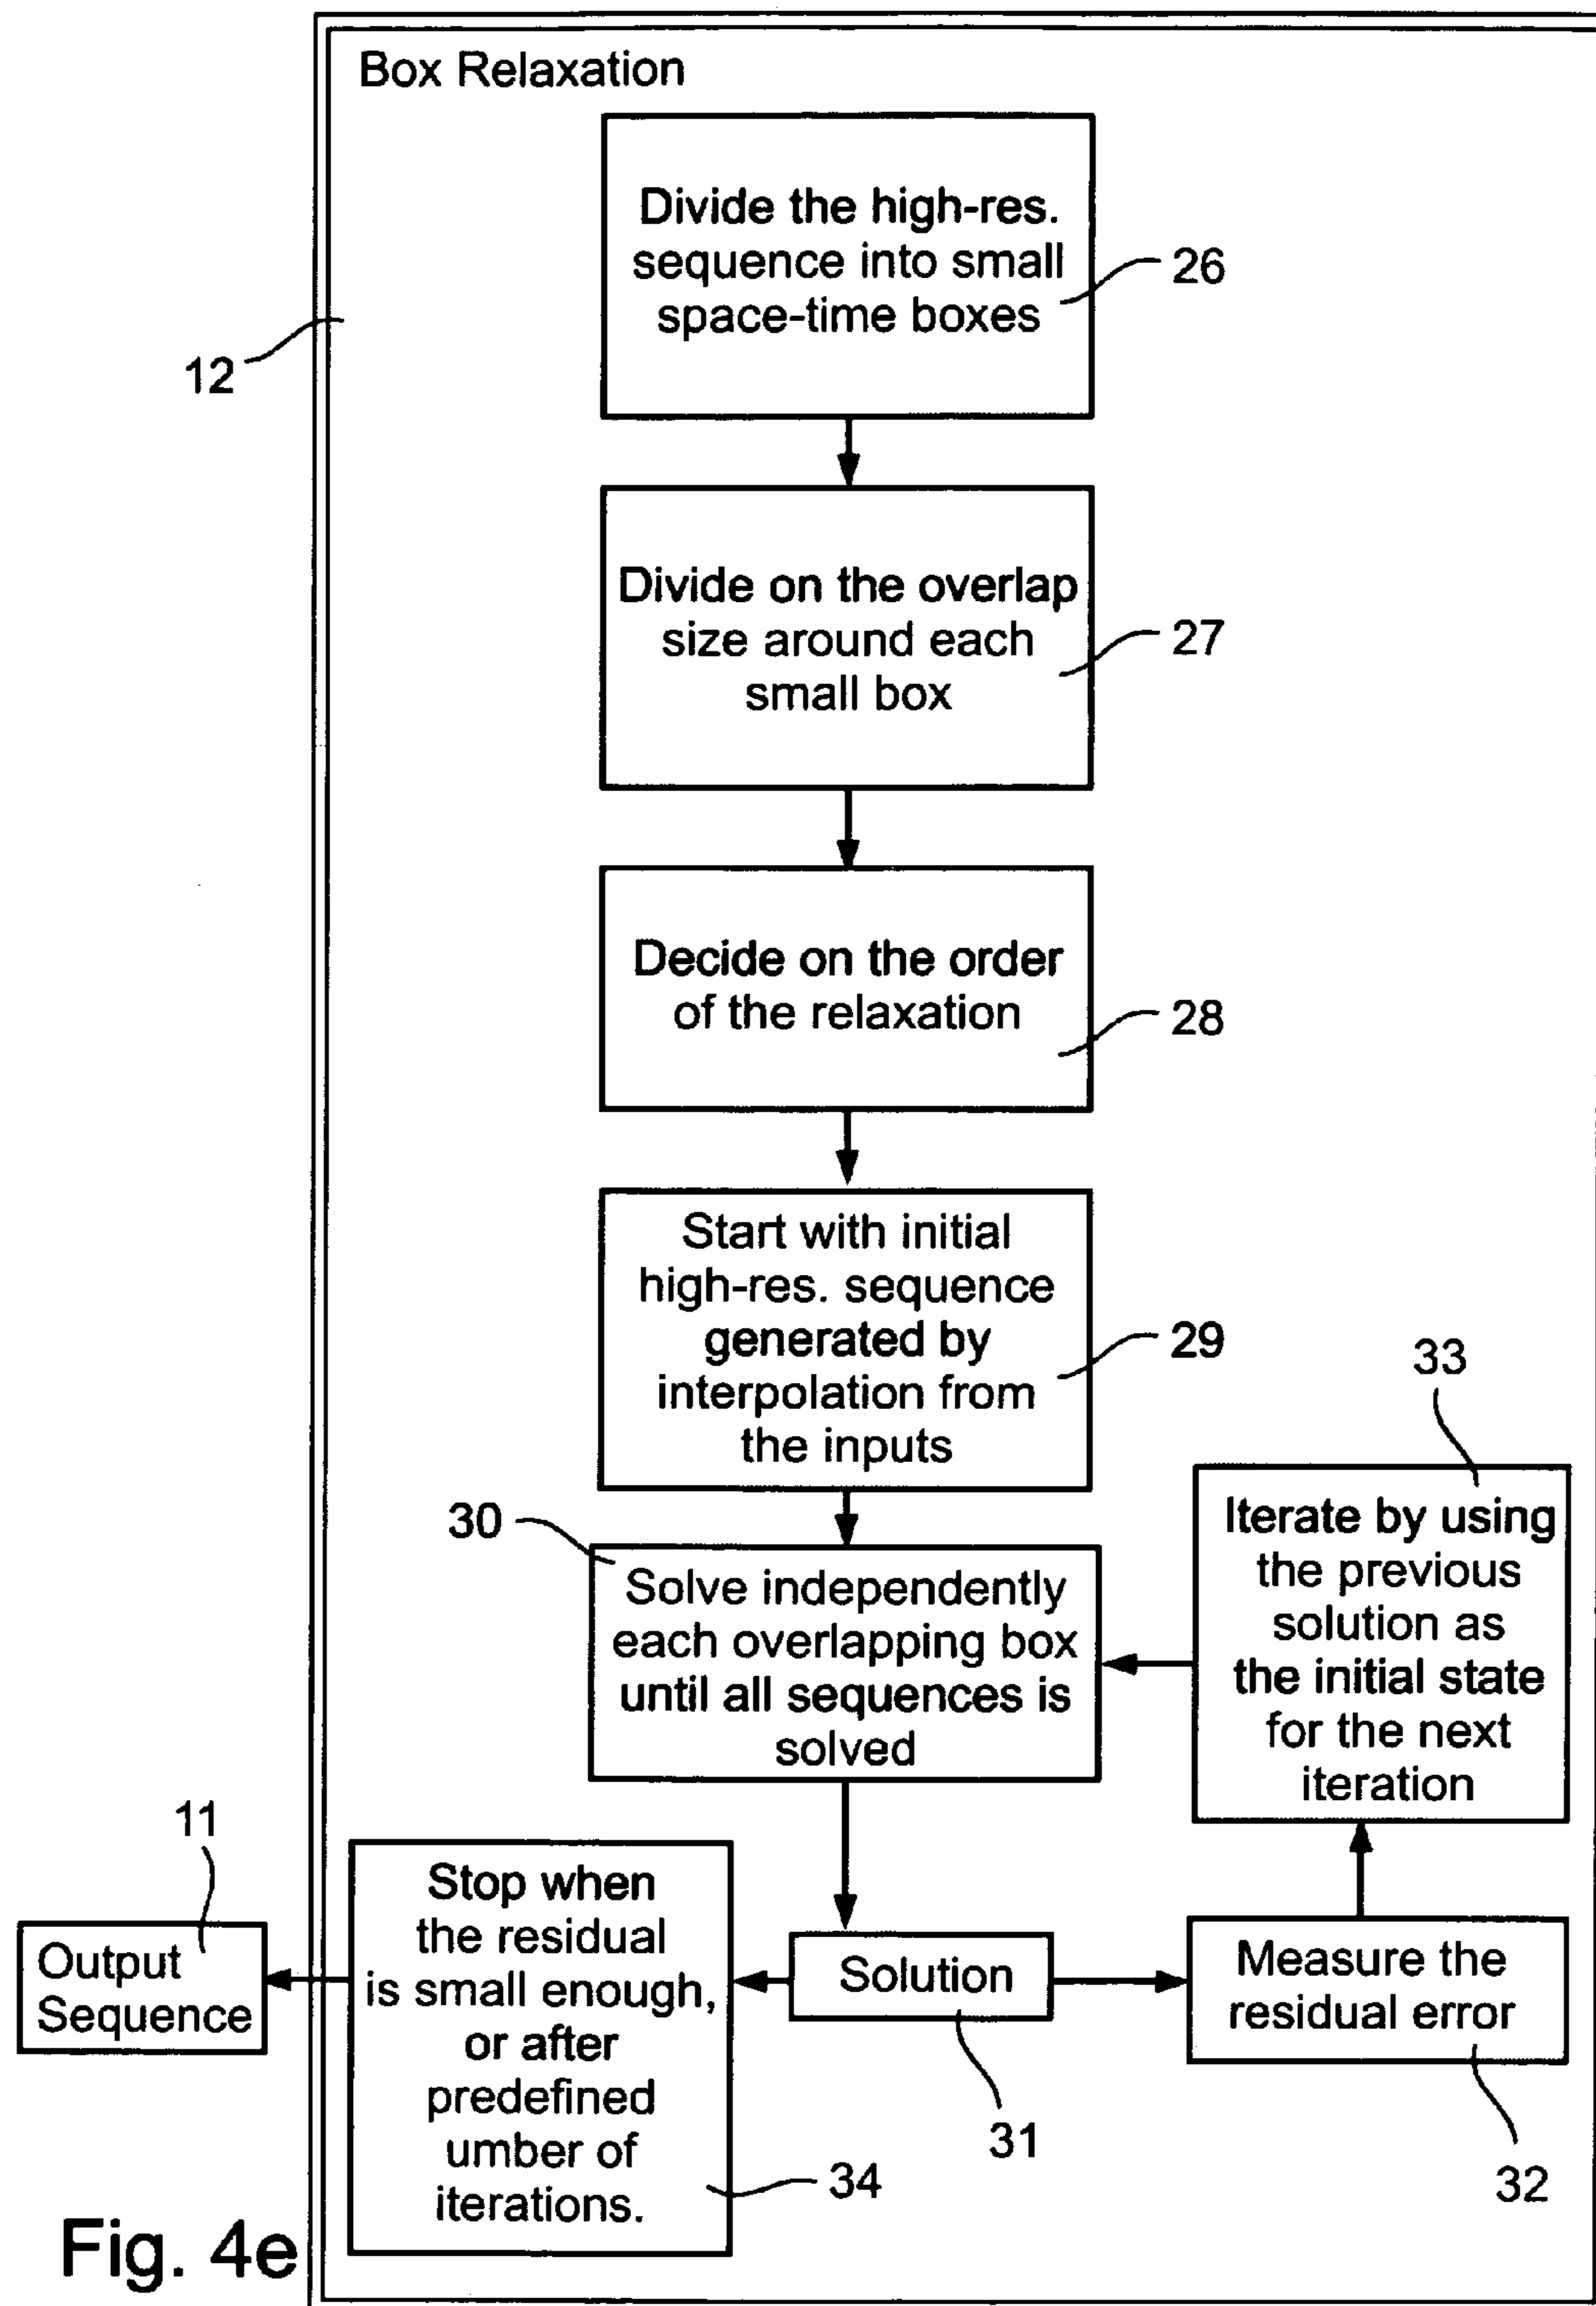 Box Relaxation
Divide the high-res.
sequence into small
space-time boxes
26
12
Divide on the overlap
size around each
small box
27
Decide on the order
of the relaxation
28
Start with initial
high-res. sequence
generated by
interpolation from
the inputs
29
33
30
Solve independently
each overlapping box
until all sequences is
solved
Iterate by using
the previous
solution as
the initial state
for the next
iteration
11
Output
Sequence
Stop when
the residual
is small enough,
or after
predefined
umber of
iterations.
34
Solution
31
Measure the
residual error
32
Fig. 4e